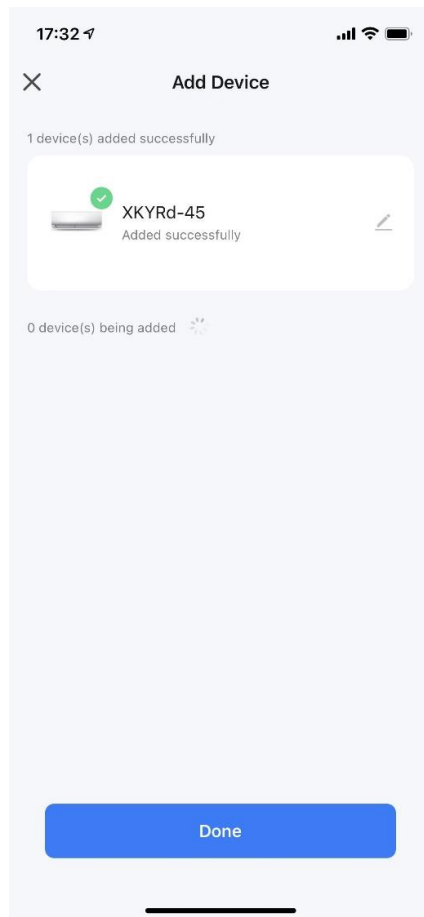 17:32
Add Device
1 device(s) added successfully
XKYRd-45
Added successfully
0 device(s) being added
Done